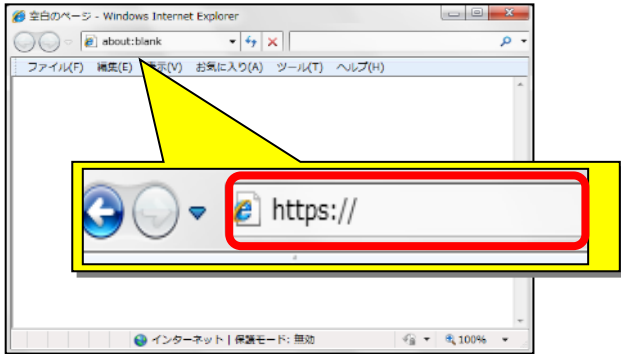 空白のページ - Windows Internet Explorer
about:blank
ファイル(F) 編集(E) 表示(V) お気に入り(A) ツール(T) ヘルプ(H)
https://
インターネット | 保護モード: 無効
100%